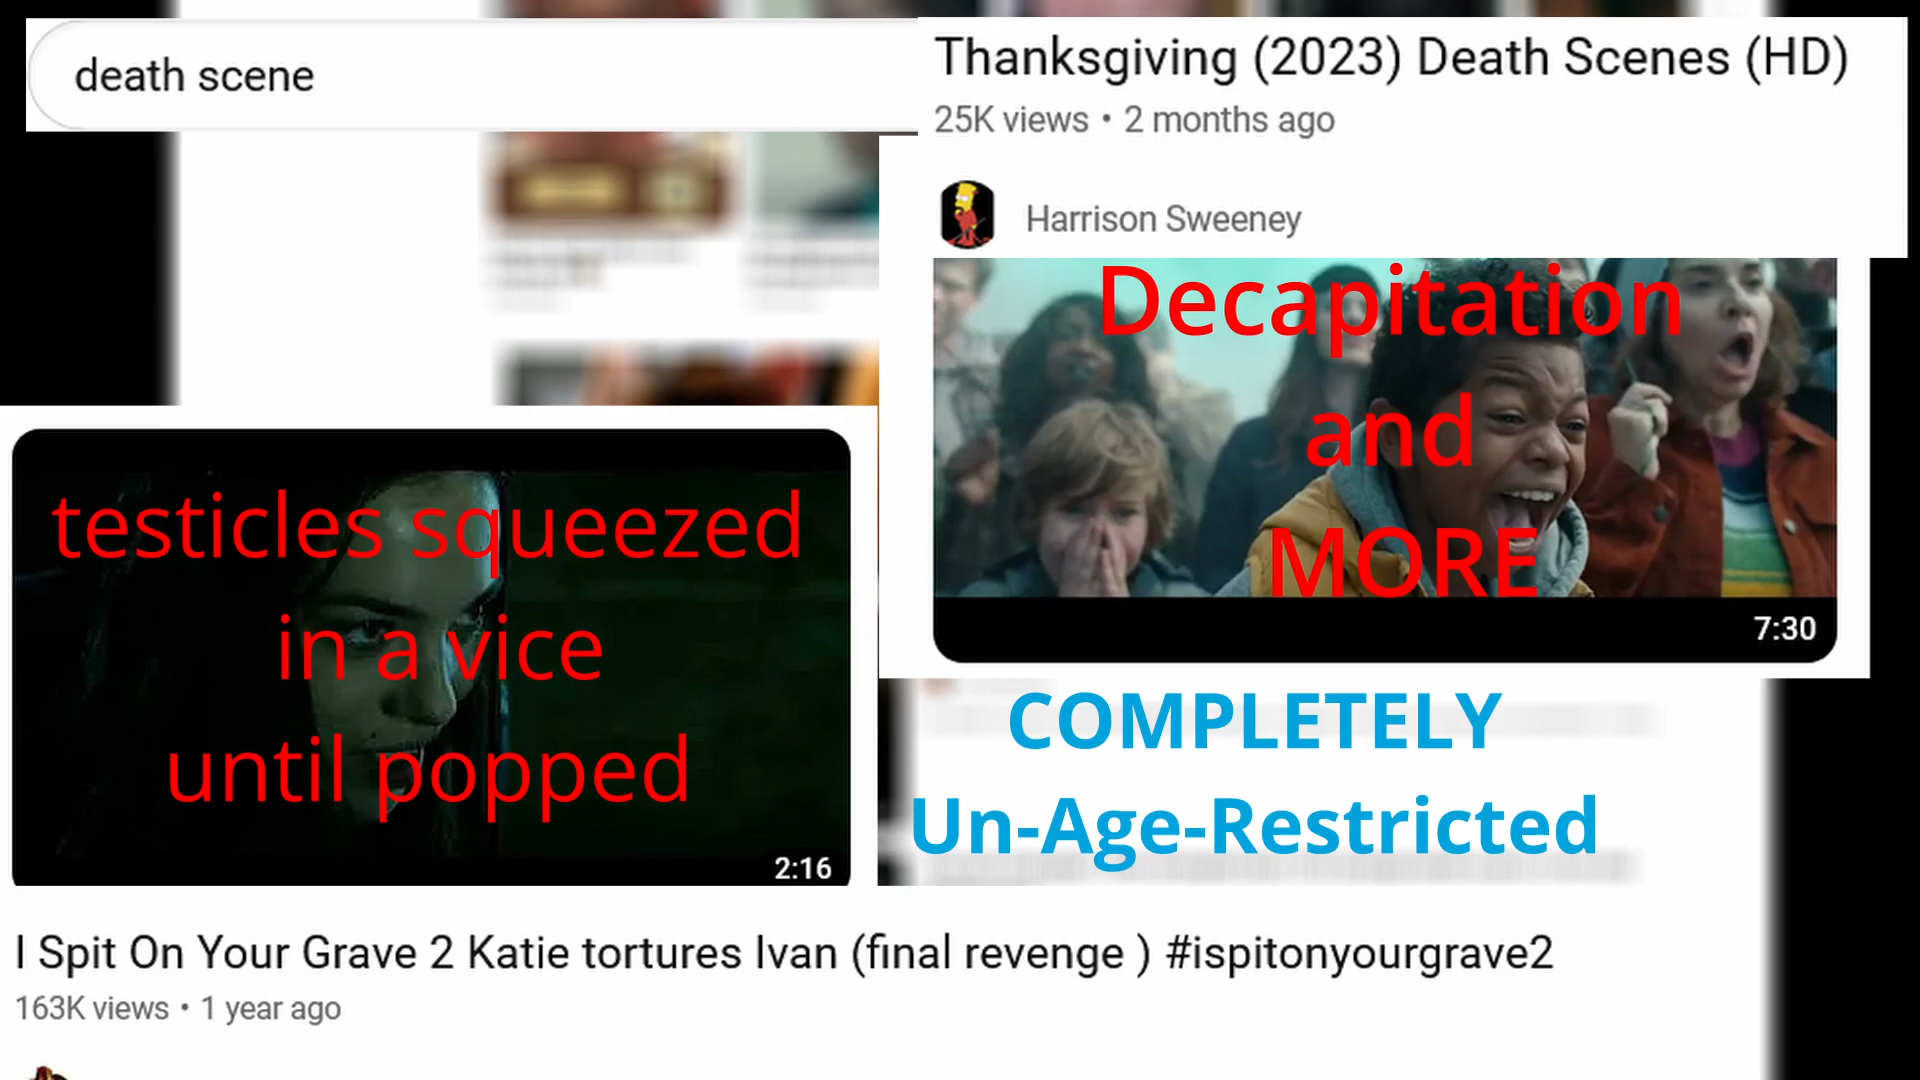 death scene
Thanksgiving (2023) Death Scenes (HD)
25K views • 2 months ago
Harrison Sweeney
Decapitation
and
MORE
7:30
testicles squeezed
in a vice
until popped
2:16
COMPLETELY
Un-Age-Restricted
I Spit On Your Grave 2 Katie tortures Ivan (final revenge ) #ispitonyourgrave2
163K views • 1 year ago